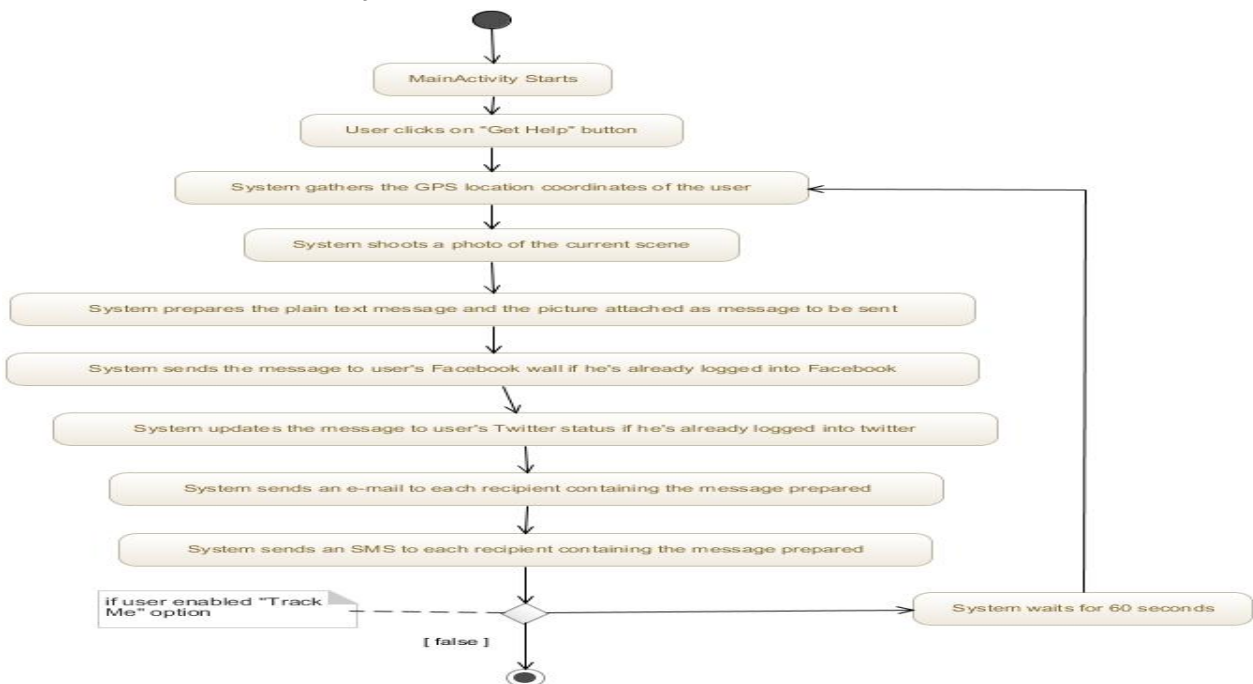 MainActivity Starts
User clicks on "Get Help" button
System gathers the GPS location coordinates of the user
System shoots a photo of the current scene
System prepares the plain text message and the picture attached as message to be sent
System sends the message to user's Facebook wall if he's already logged into Facebook
System updates the message to user's Twitter status if he's already logged into twitter
System sends an e-mail to each recipient containing the message prepared
System sends an SMS to each recipient containing the message prepared
if user enabled "Track
Me" option
System waits for 60 seconds
[ false ]